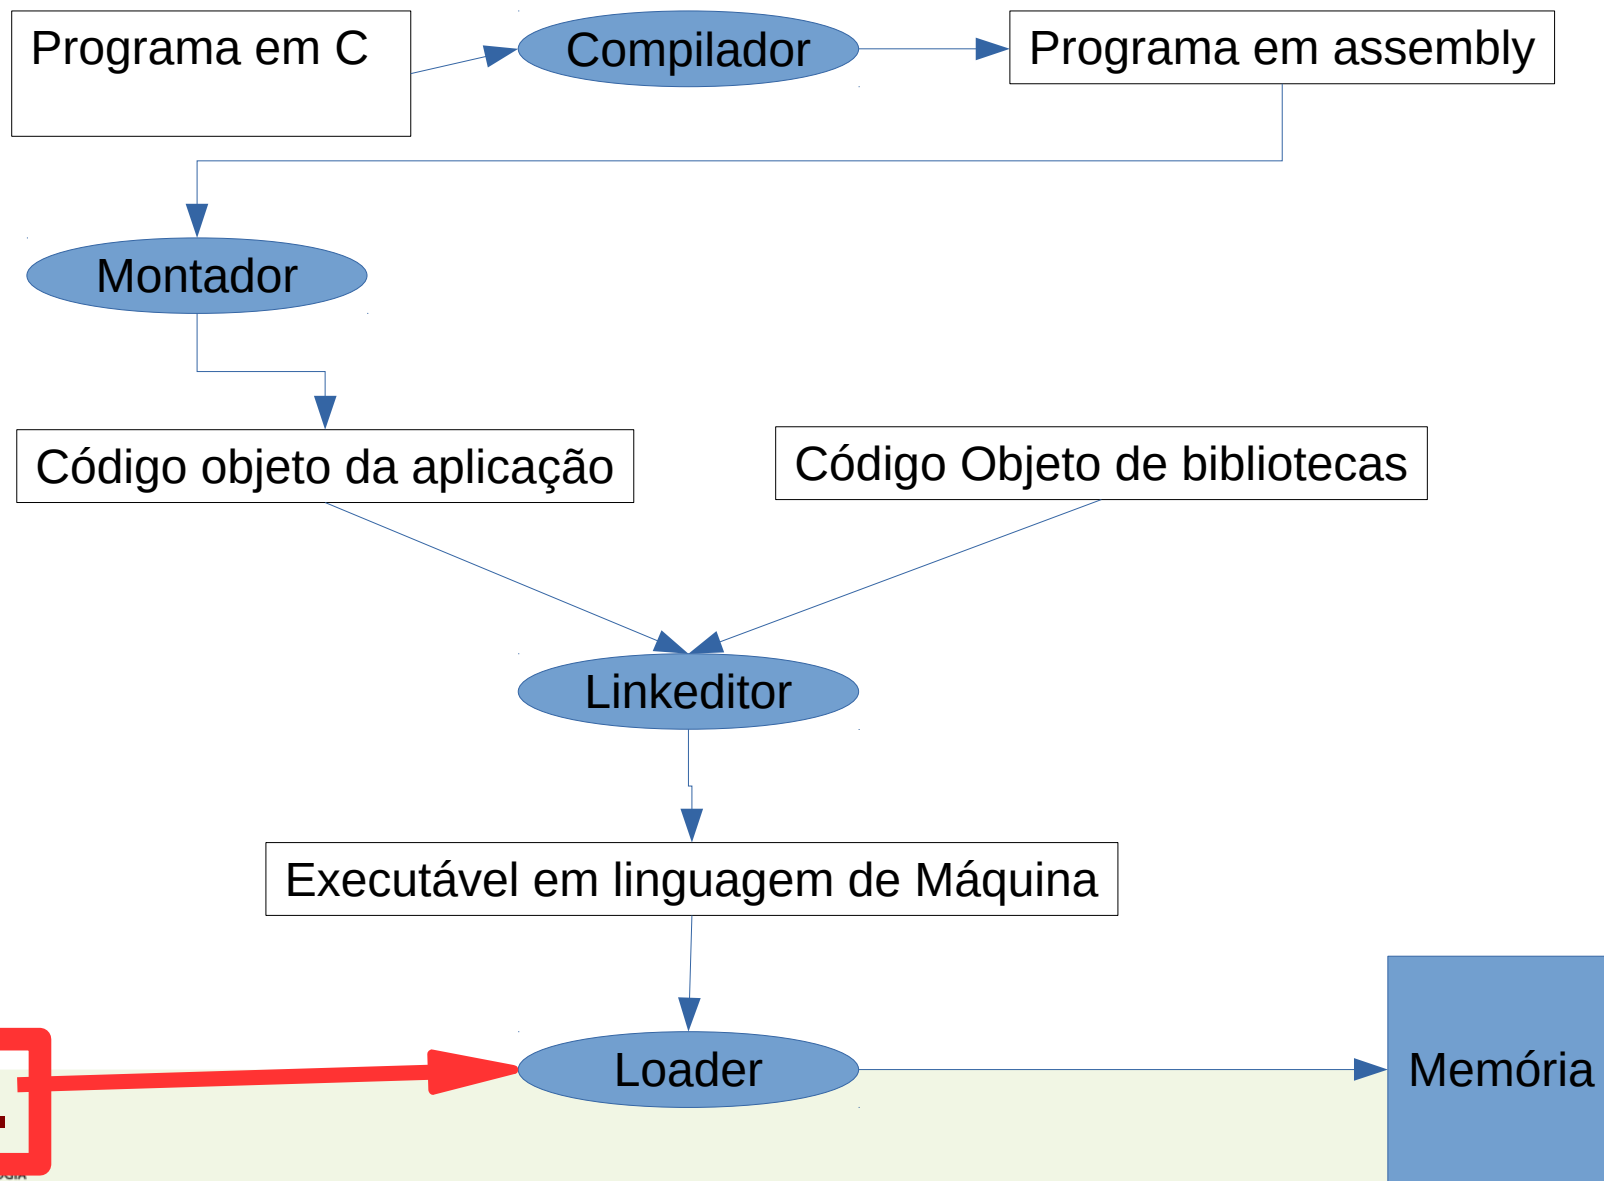 Programa em C
Compilador
Programa em assembly
Montador
Código objeto da aplicação
Código Objeto de bibliotecas
Linkeditor
Executável em linguagem de Máquina
Loader
Memória